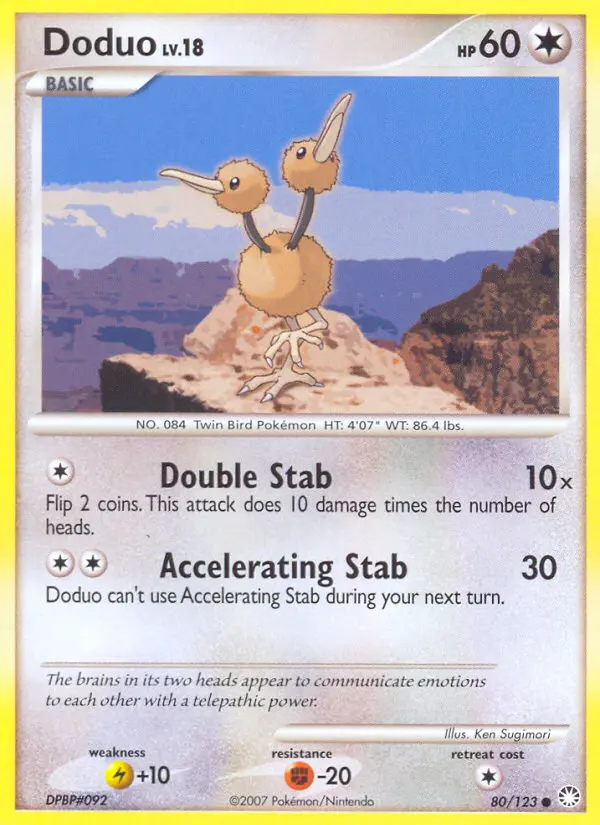 Doduo LV.18
HP 60
BASIC
NO. 084 Twin Bird Pokémon HT: 4'07" WT: 86.4 lbs.
Double Stab 10x
Flip 2 coins. This attack does 10 damage times the number of
heads.
Accelerating Stab 30
Doduo can't use Accelerating Stab during your next turn.
The brains in its two heads appear to communicate emotions
to each other with a telepathic power.
Illus. Ken Sugimori
weakness resistance retreat cost
+10 -20
DPBP#092 ©2007 Pokémon/Nintendo 80/123